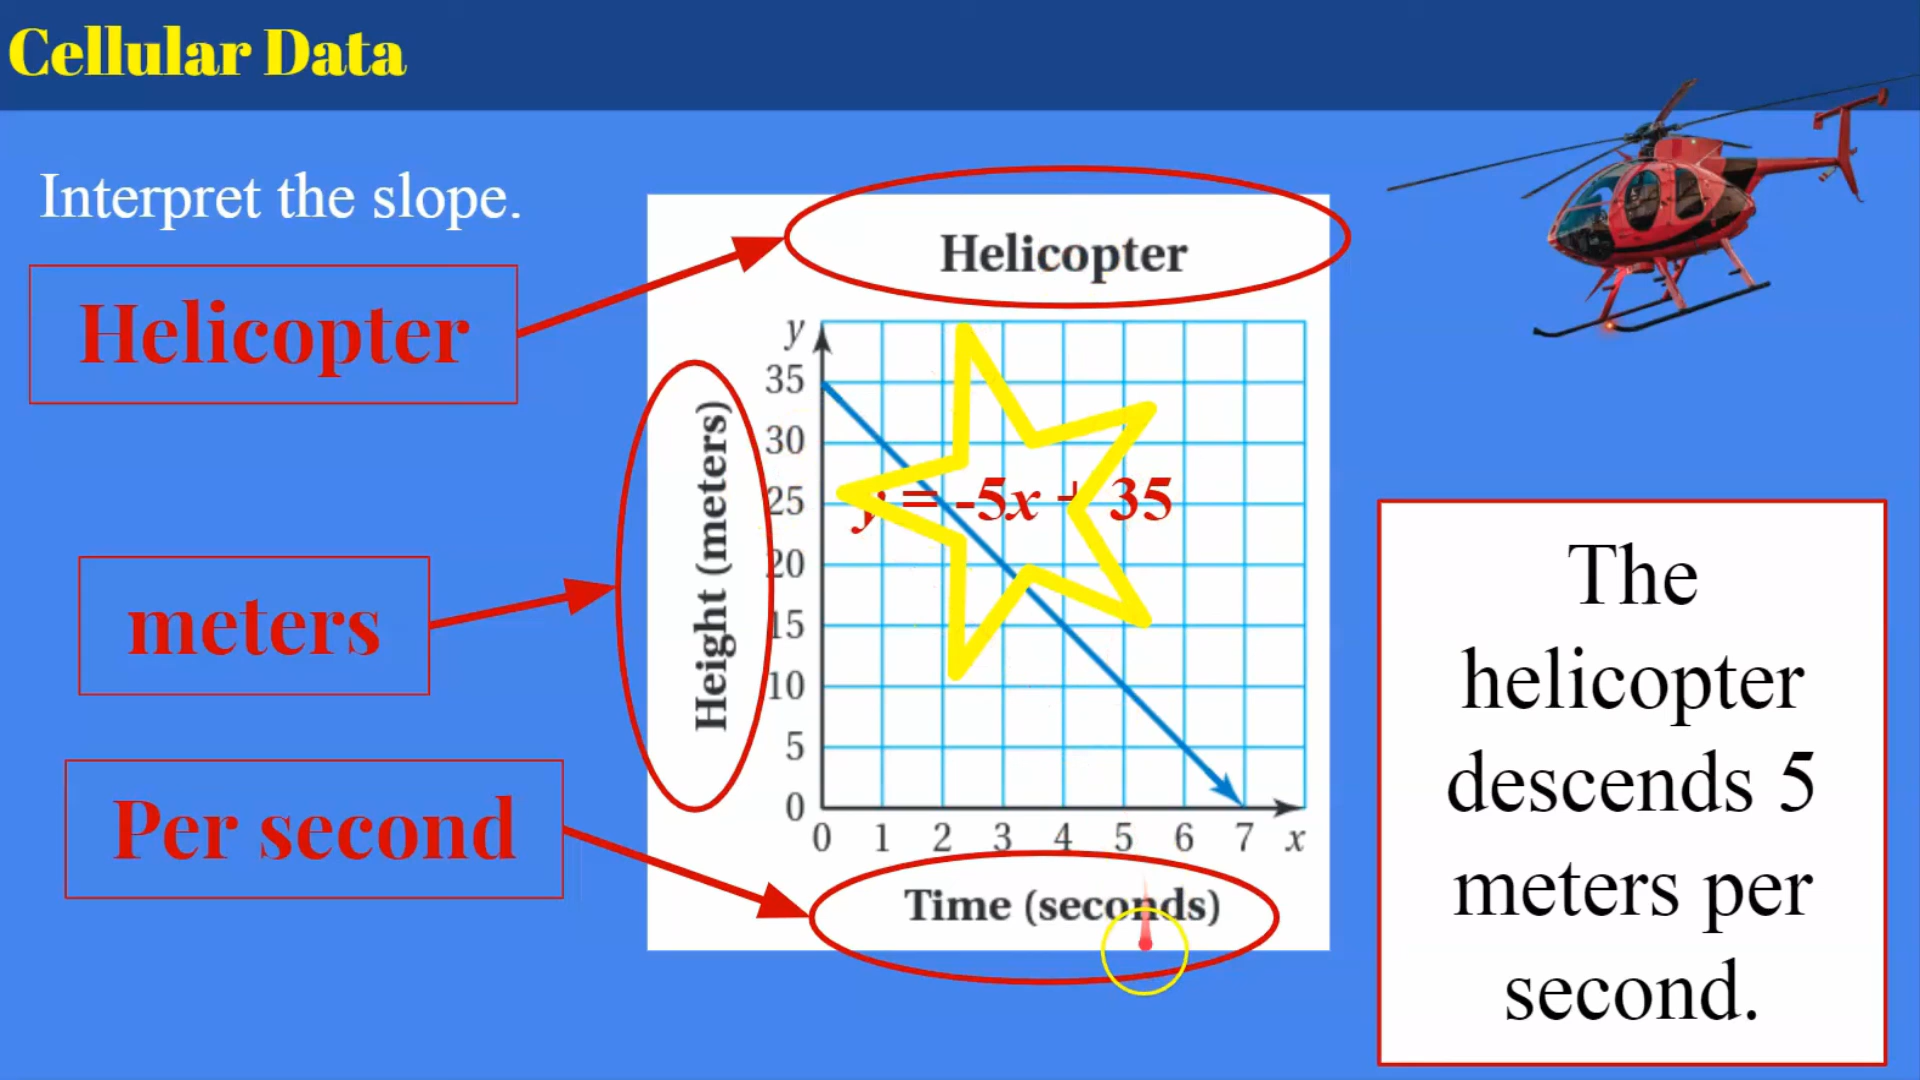 Cellular Data
Interpret the slope.
Helicopter
meters
Per second
Helicopter
Height (meters)
y
35
30
25
20
15
10
5
0
y = -5x + 35
0 1 2 3 4 5 6 7 x
Time (seconds)
The
helicopter
descends 5
meters per
second.